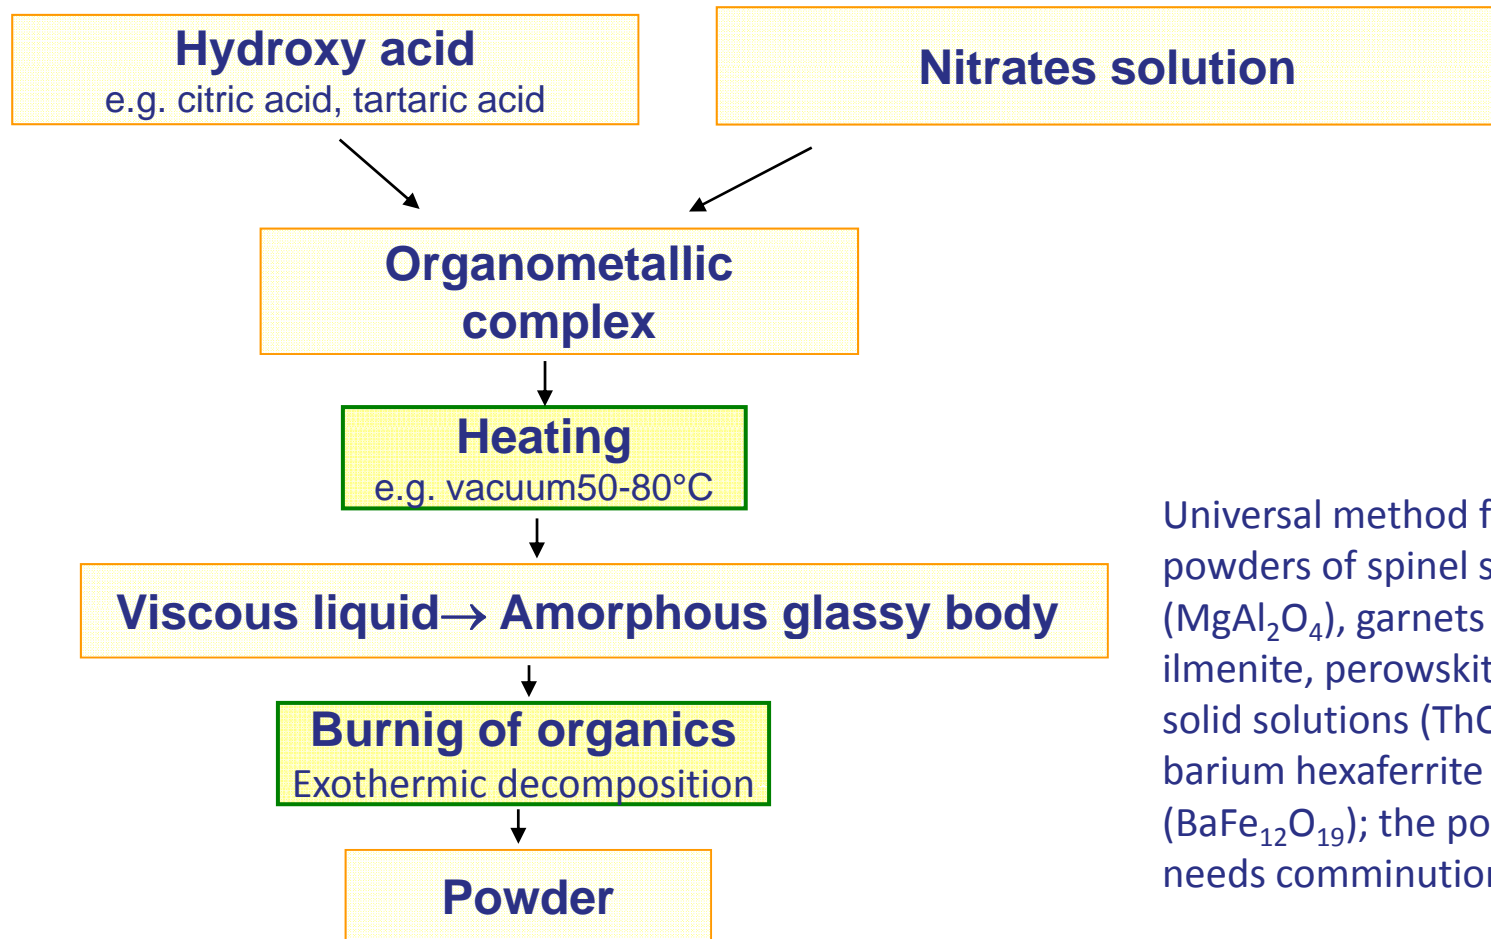 Hydroxy acid
e.g. citric acid, tartaric acid
Nitrates solution
Organometallic
complex
Heating
e.g. vacuum50-80°C
Viscous liquid→ Amorphous glassy body
Burnig of organics
Exothermic decomposition
Powder
Universal method
powders of spinel
(MgAl₂O₄), garnets
ilmenite,
solid solutions
barium hexaferrite
(BaFe₁₂O₁₉); the
needs